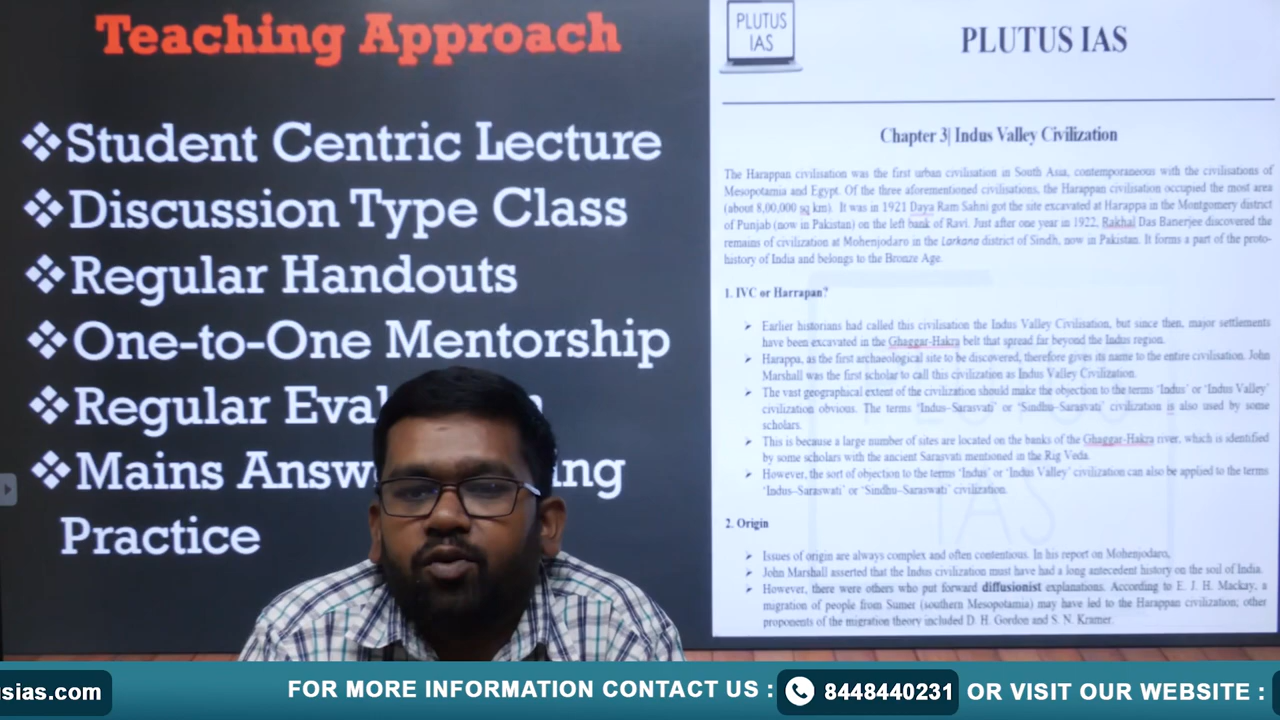 Teaching Approach
❖Student Centric Lecture
❖Discussion Type Class
❖Regular Handouts
❖One-to-One Mentorship
❖Regular Eval
❖Mains Answ ing
Practice
PLUTUS
IAS
PLUTUS IAS
Chapter 3| Indus Valley Civilization
The Harappan civilisation was the first urban civilisation in South Asia, contemporaneous with the civilisations of
Mesopotamia and Egypt. Of the three aforementioned civilisations, the Harappan civilisation occupied the most area
(about 8,00,000 sq km). It was in 1921 Daya Ram Sahni got the site excavated at Harappa in the Montgomery district
of Punjab (now in Pakistan) on the left bank of Ravi. Just after one year in 1922, Rakhal Das Banerjee discovered the
remains of civilization at Mohenjodaro in the Larkana district of Sindh, now in Pakistan. It forms a part of the proto-
history of India and belongs to the Bronze Age.
1. IVC or Harrapan?
➤ Earlier historians had called this civilisation the Indus Valley Civilisation, but since then, major settlements
have been excavated in the Ghaggar-Hakra belt that spread far beyond the Indus region.
➤ Harappa, as the first archaeological site to be discovered, therefore gives its name to the entire civilisation. John
Marshall was the first scholar to call this civilization as Indus Valley Civilization.
➤ The vast geographical extent of the civilization should make the objection to the terms 'Indus' or 'Indus Valley'
civilization obvious. The terms 'Indus–Sarasvati' or 'Sindhu–Sarasvati' civilization is also used by some
scholars.
➤ This is because a large number of sites are located on the banks of the Ghaggar-Hakra river, which is identified
by some scholars with the ancient Sarasvati mentioned in the Rig Veda.
➤ However, the sort of objection to the terms 'Indus' or 'Indus Valley' civilization can also be applied to the terms
'Indus–Saraswati' or 'Sindhu–Saraswati' civilization.
2. Origin
➤ Issues of origin are always complex and often contentious. In his report on Mohenjodaro,
➤ John Marshall asserted that the Indus civilization must have had a long antecedent history on the soil of India.
➤ However, there were others who put forward diffusionist explanations. According to E. J. H. Mackay, a
migration of people from Sumer (southern Mesopotamia) may have led to the Harappan civilization; other
proponents of the migration theory included D. H. Gordon and S. N. Kramer.
usias.com FOR MORE INFORMATION CONTACT US : 8448440231 OR VISIT OUR WEBSITE :